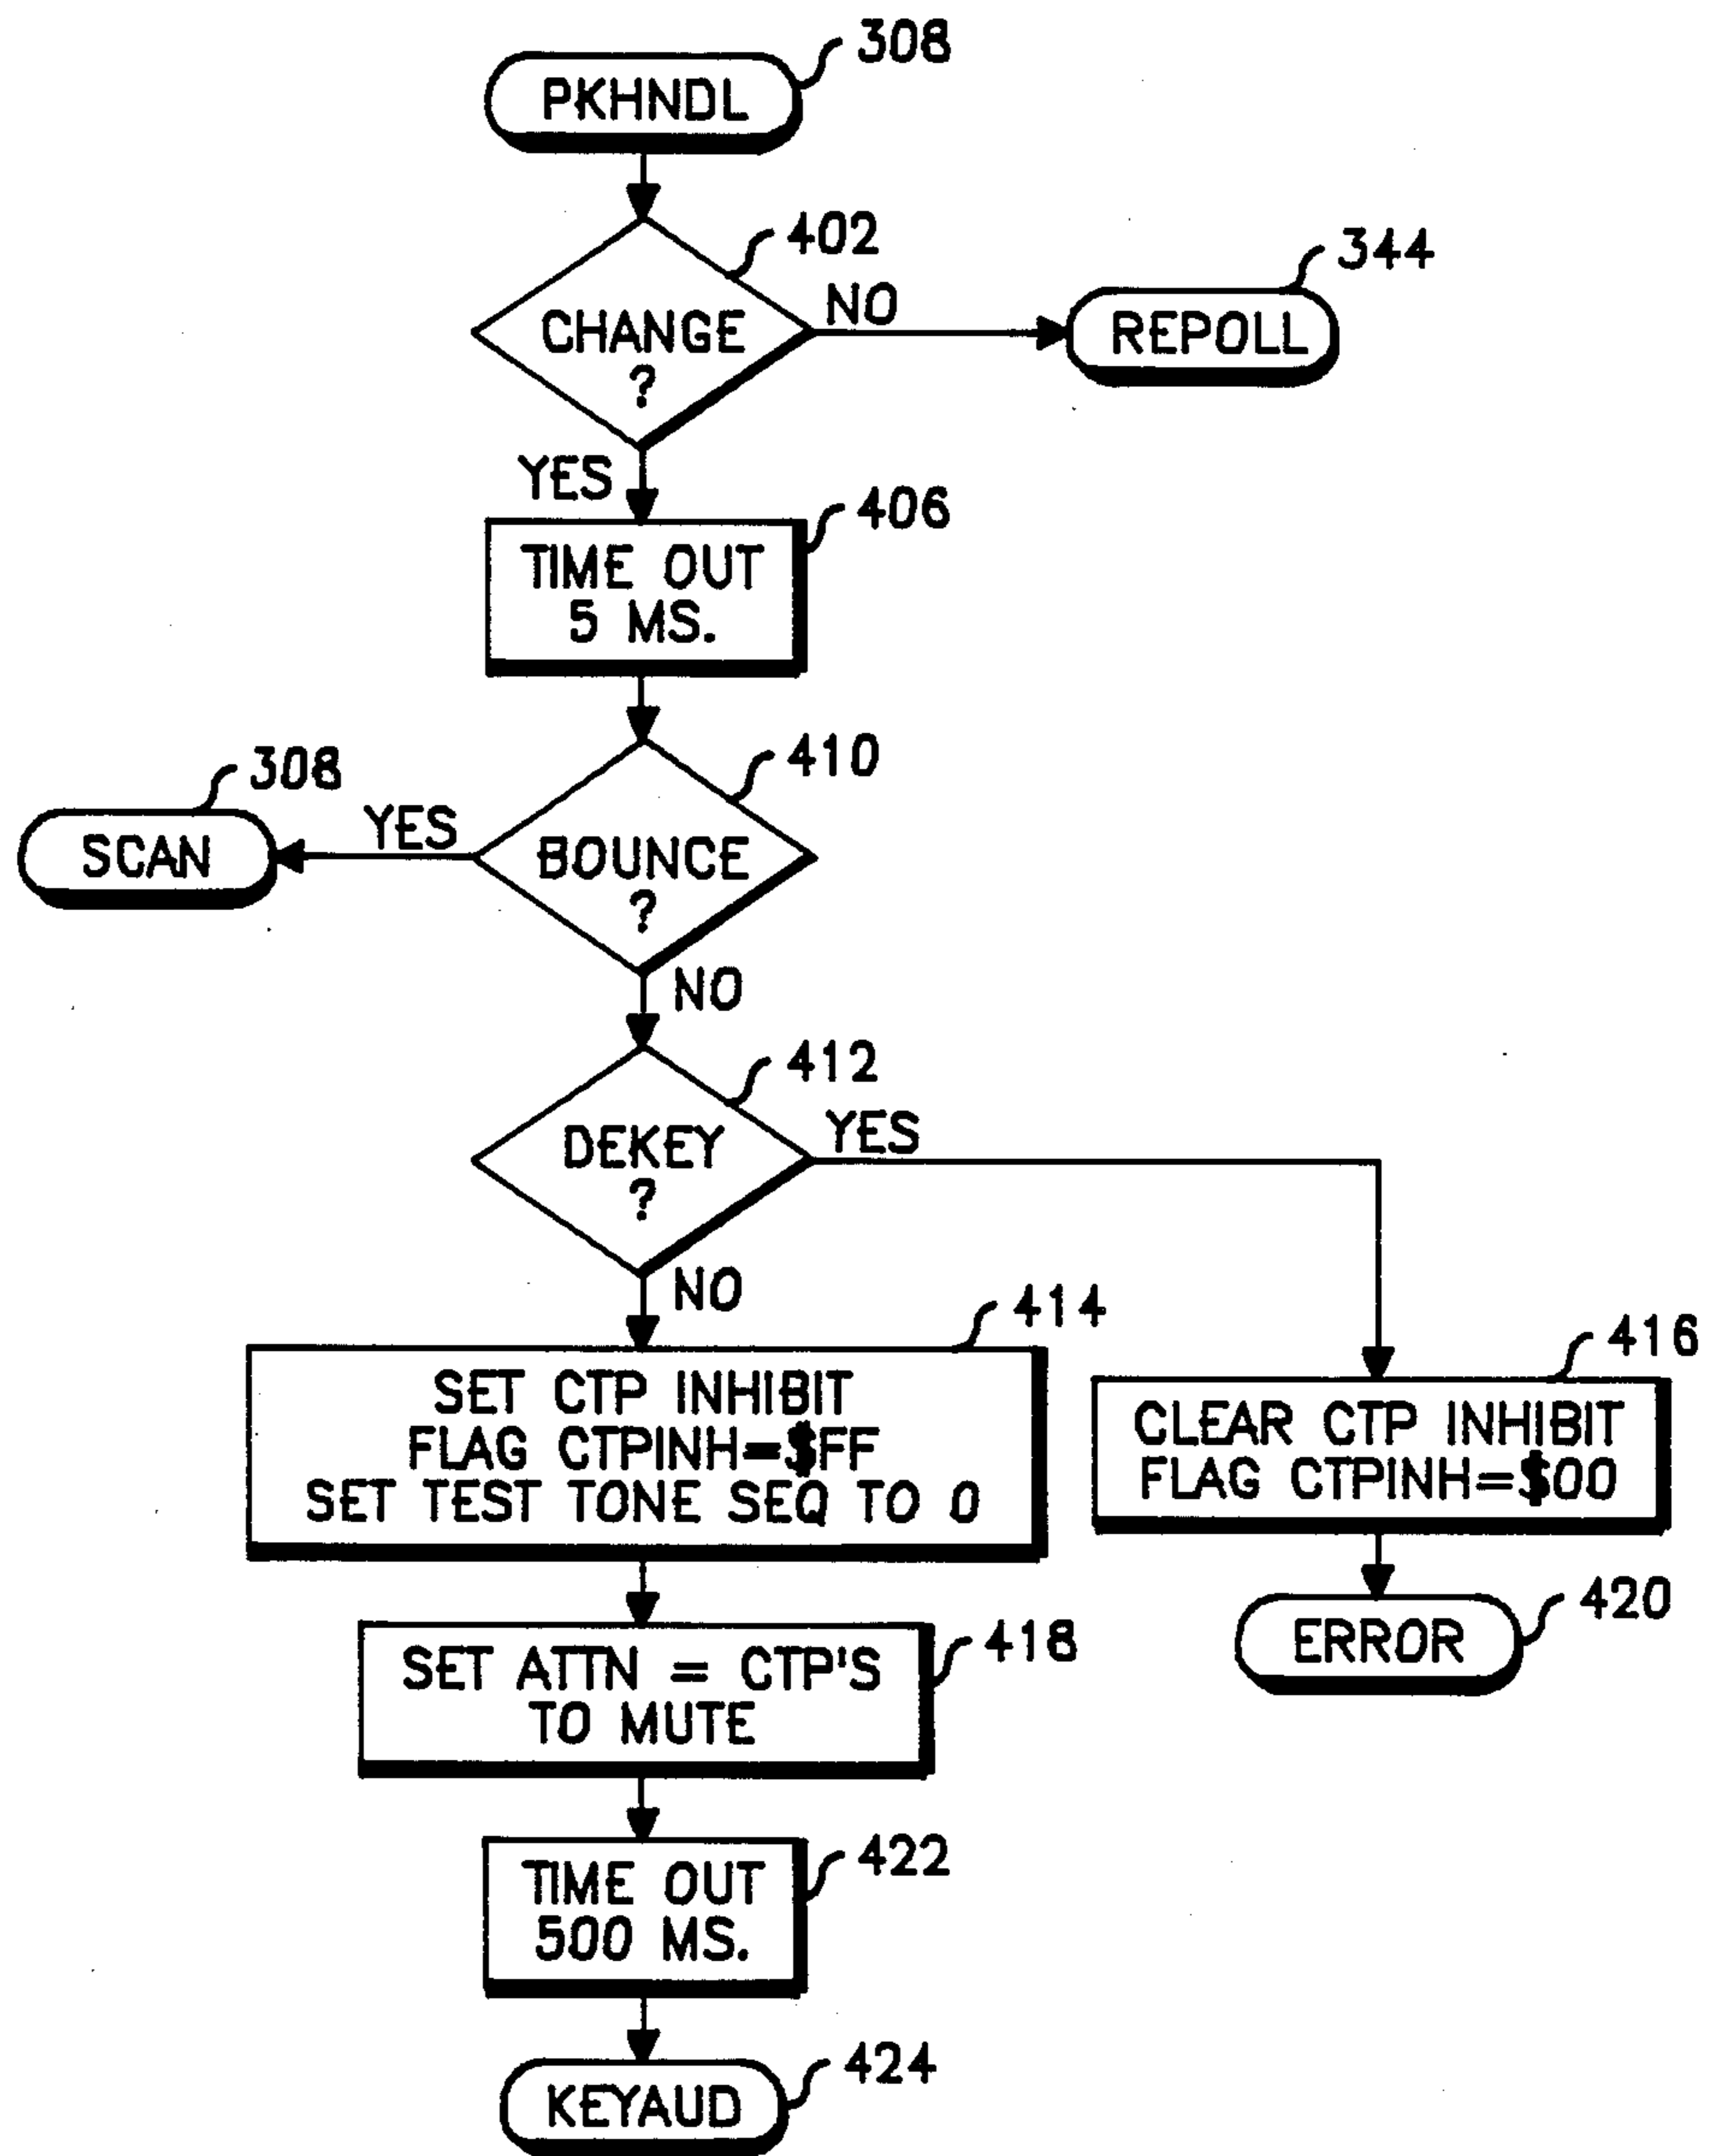 308
PKHNDL
402
344
NO
CHANGE
?
REPOLL
YES
406
TIME OUT
5 MS.
410
308
YES
SCAN
BOUNCE
?
NO
412
YES
DEKEY
?
NO
414
416
SET CTP INHIBIT
FLAG CTPINH=$FF
SET TEST TONE SEQ TO 0
CLEAR CTP INHIBIT
FLAG CTPINH=$00
420
ERROR
418
SET ATTN = CTP'S
TO MUTE
422
TIME OUT
500 MS.
424
KEYAUD